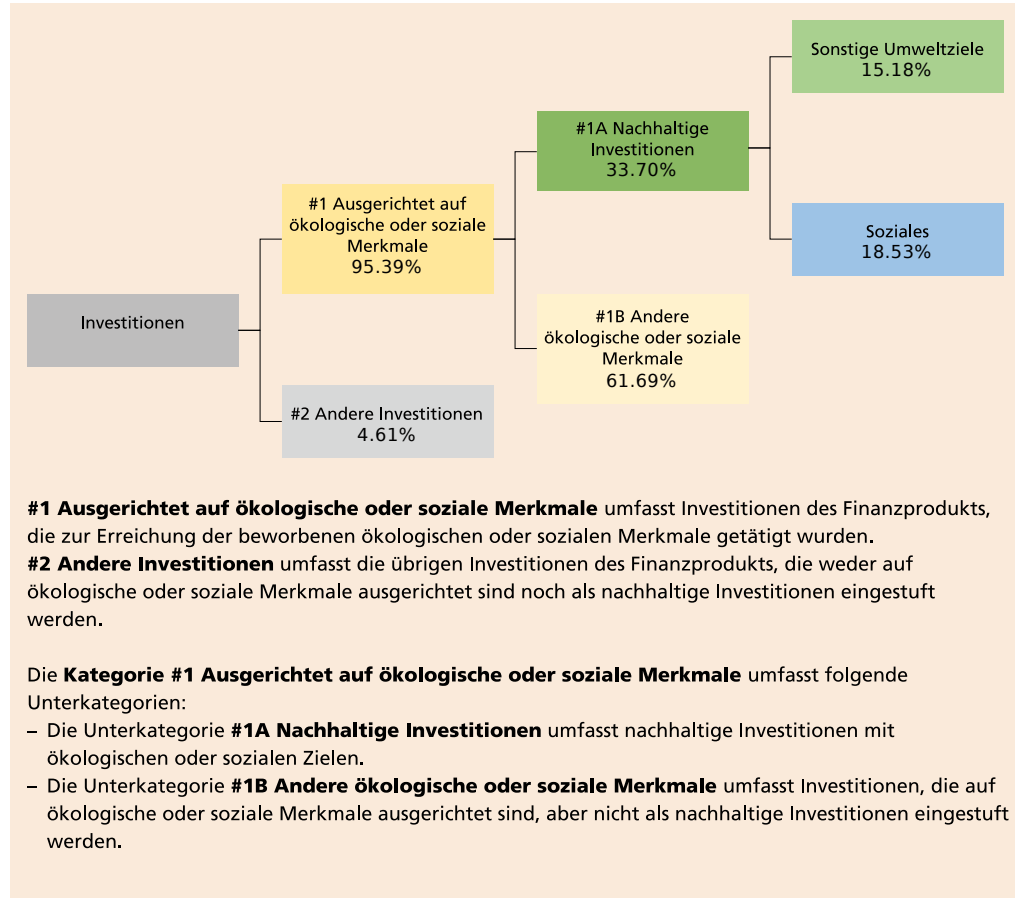 Sonstige Umweltziele
15.18%
#1A Nachhaltige
Investitionen
33.70%
#1 Ausgerichtet auf
ökologische oder soziale
Merkmale
95.39%
Soziales
18.53%
Investitionen
#1B Andere
ökologische oder soziale
Merkmale
61.69%
#2 Andere Investitionen
4.61%
#1 Ausgerichtet auf ökologische oder soziale Merkmale umfasst Investitionen des Finanzprodukts,
die zur Erreichung der beworbenen ökologischen oder sozialen Merkmale getätigt wurden.
#2 Andere Investitionen umfasst die übrigen Investitionen des Finanzprodukts, die weder auf
ökologische oder soziale Merkmale ausgerichtet sind noch als nachhaltige Investitionen eingestuft
werden.
Die Kategorie #1 Ausgerichtet auf ökologische oder soziale Merkmale umfasst folgende
Unterkategorien:
– Die Unterkategorie #1A Nachhaltige Investitionen umfasst nachhaltige Investitionen mit
ökologischen oder sozialen Zielen.
– Die Unterkategorie #1B Andere ökologische oder soziale Merkmale umfasst Investitionen, die auf
ökologische oder soziale Merkmale ausgerichtet sind, aber nicht als nachhaltige Investitionen eingestuft
werden.